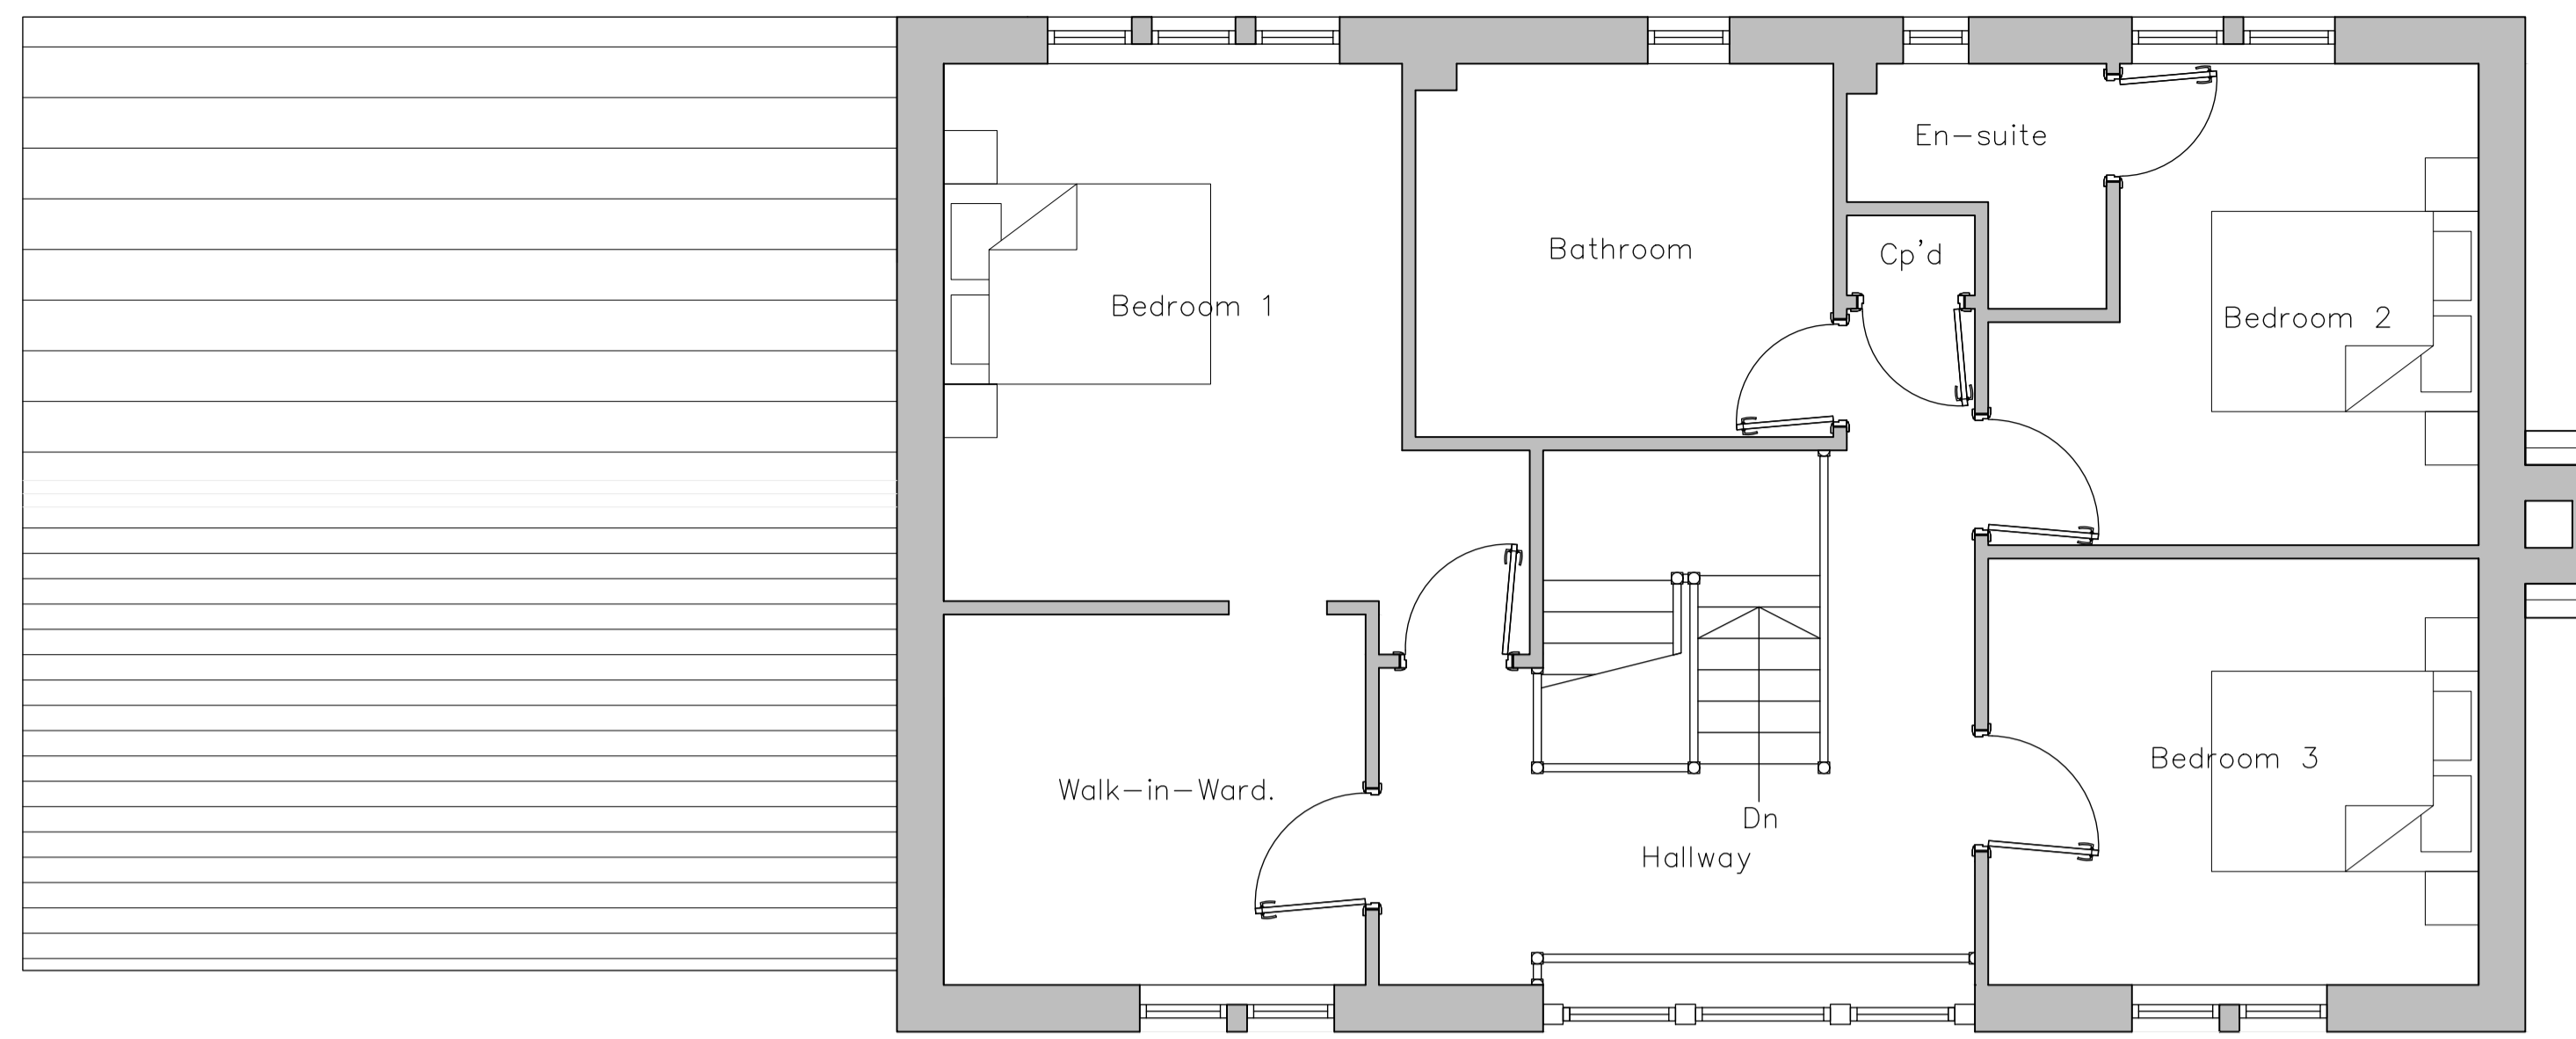 En-suite
Bathroom
Cp'd
Bedroom 1
Bedroom 2
Bedroom 3
Walk-in-Ward.
Dn
Hallway